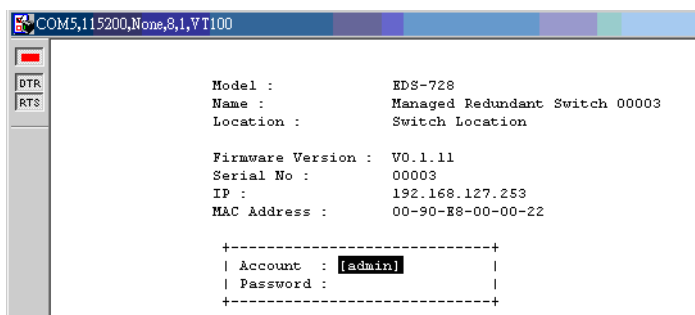 COM5,115200,None,8,1,VT100
DTR
RTS
Model : EDS-728
Name : Managed Redundant Switch 00003
Location : Switch Location
Firmware Version : V0.1.11
Serial No : 00003
IP : 192.168.127.253
MAC Address : 00-90-E8-00-00-22
+-----------------------------+
| Account : [admin] |
| Password : |
+-----------------------------+